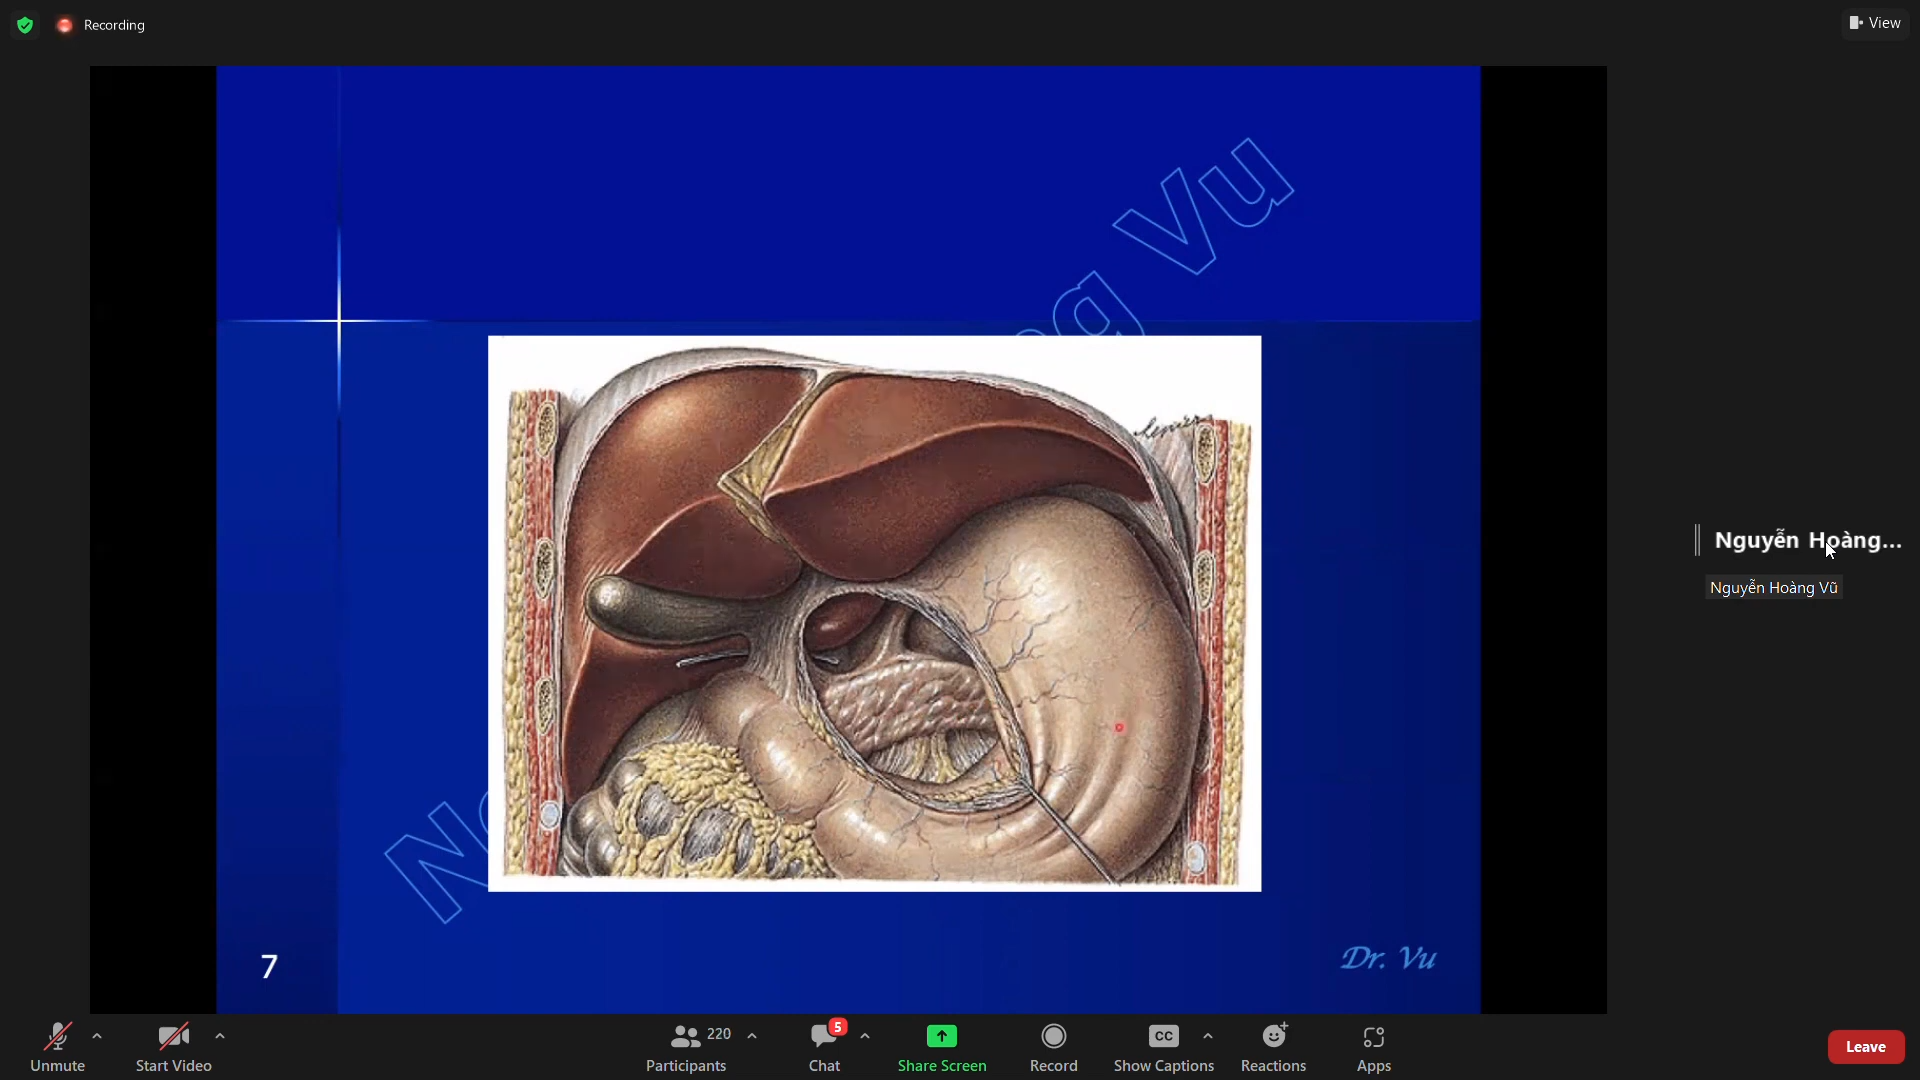 Recording
View
Vu
Nguyễn Hoàng...
Nguyễn Hoàng Vũ
7
Dr. Vu
Unmute
Start Video
220
Participants
5
Chat
Share Screen
Record
CC
Show Captions
Reactions
Apps
Leave